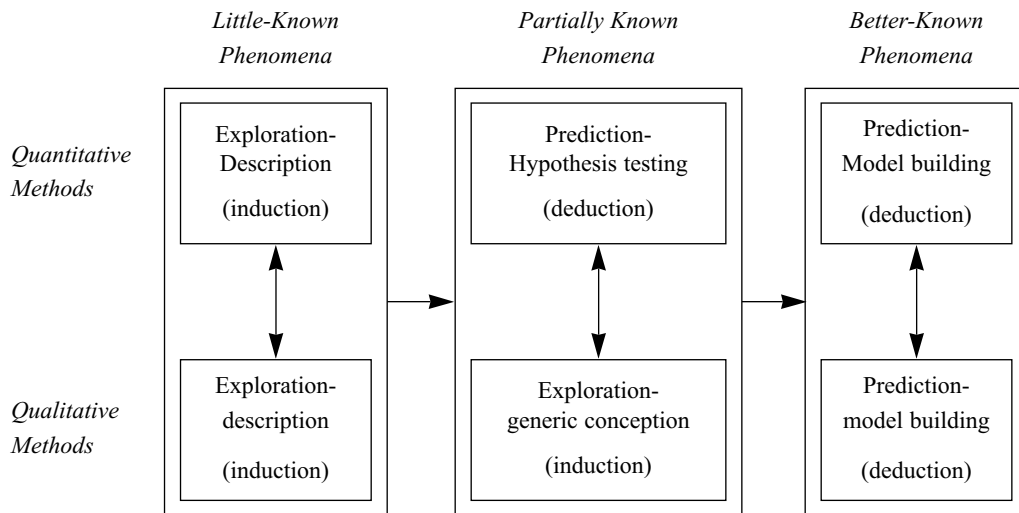 Little-Known
Phenomena
Partially Known
Phenomena
Better-Known
Phenomena
Quantitative
Methods
Exploration-
Description
(induction)
Prediction-
Hypothesis testing
(deduction)
Prediction-
Model building
(deduction)
Qualitative
Methods
Exploration-
description
(induction)
Exploration-
generic conception
(induction)
Prediction-
model building
(deduction)